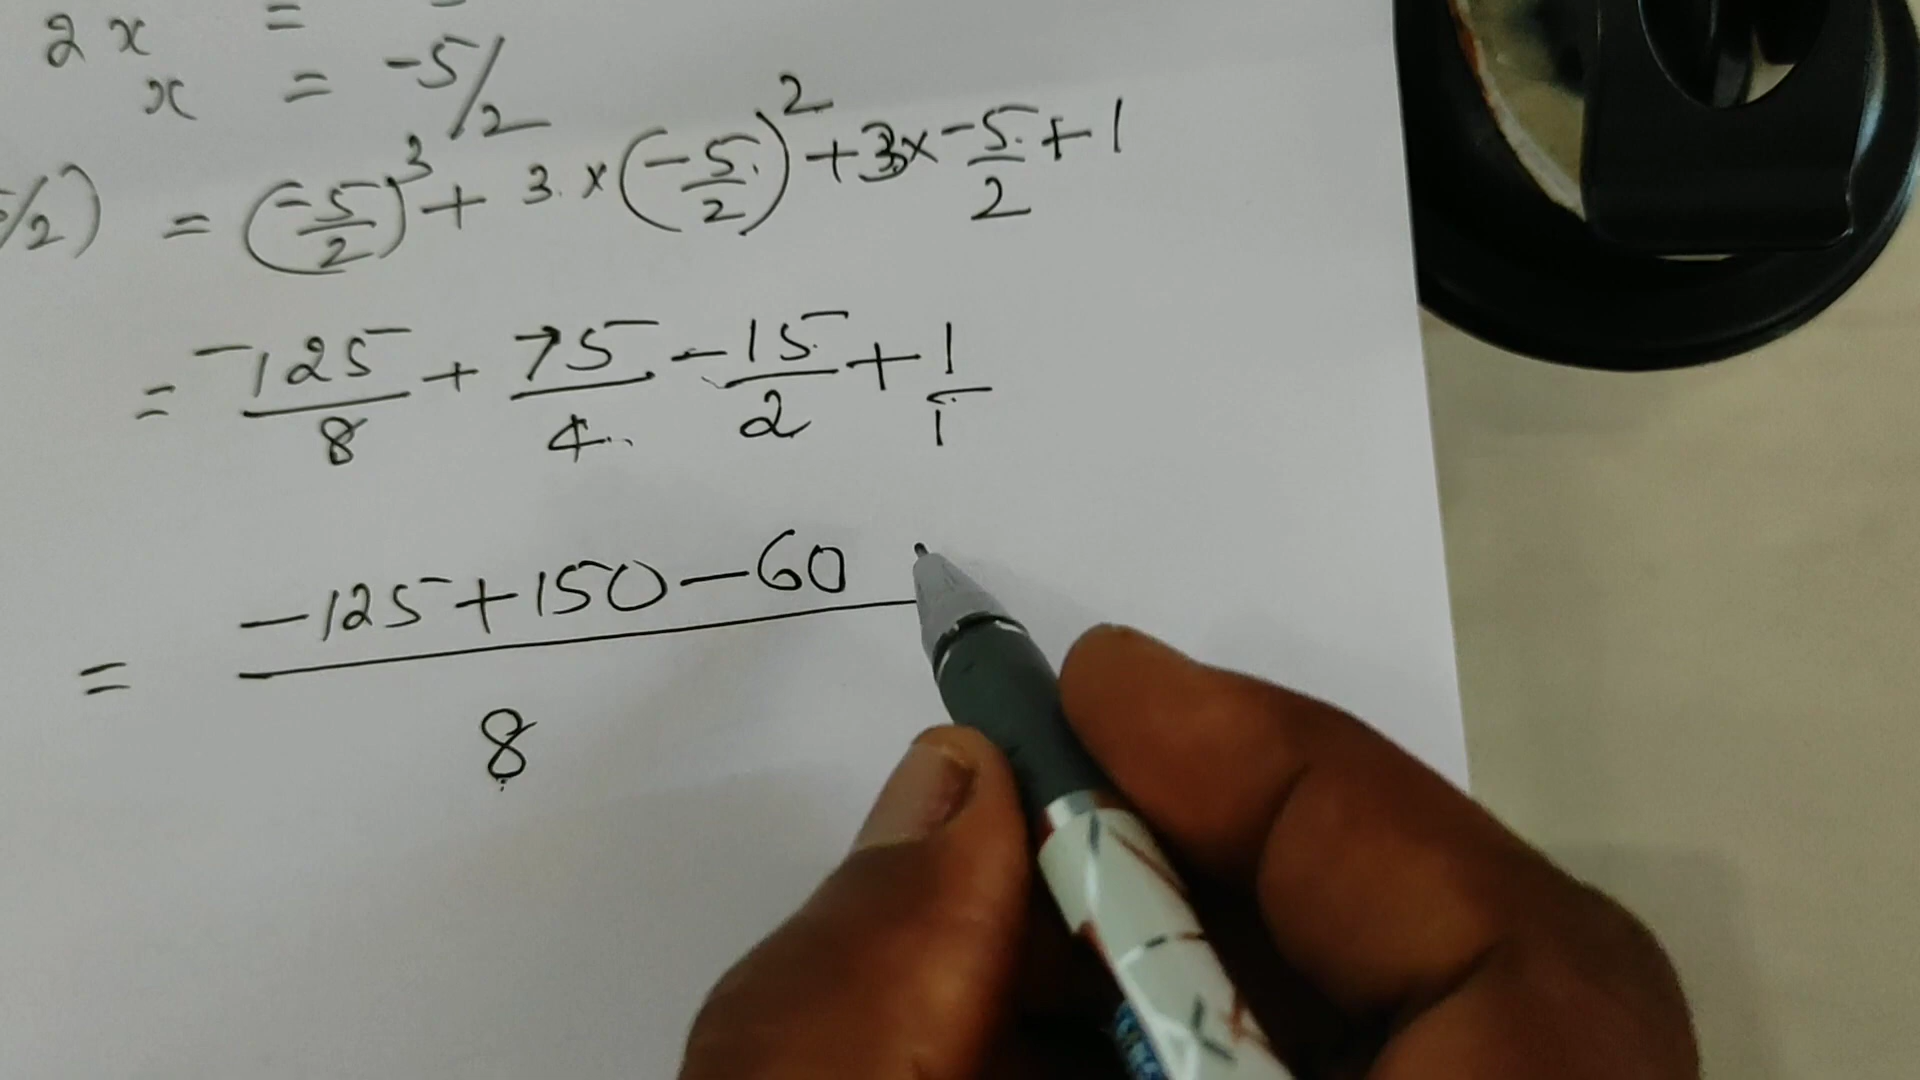 2x =
x = -5/2
/2) = (-5/2)³ + 3 × (-5/2)² + 3 × -5/2 + 1
= -125/8 + 75/4 - 15/2 + 1/1
= -125+150-60 / 8